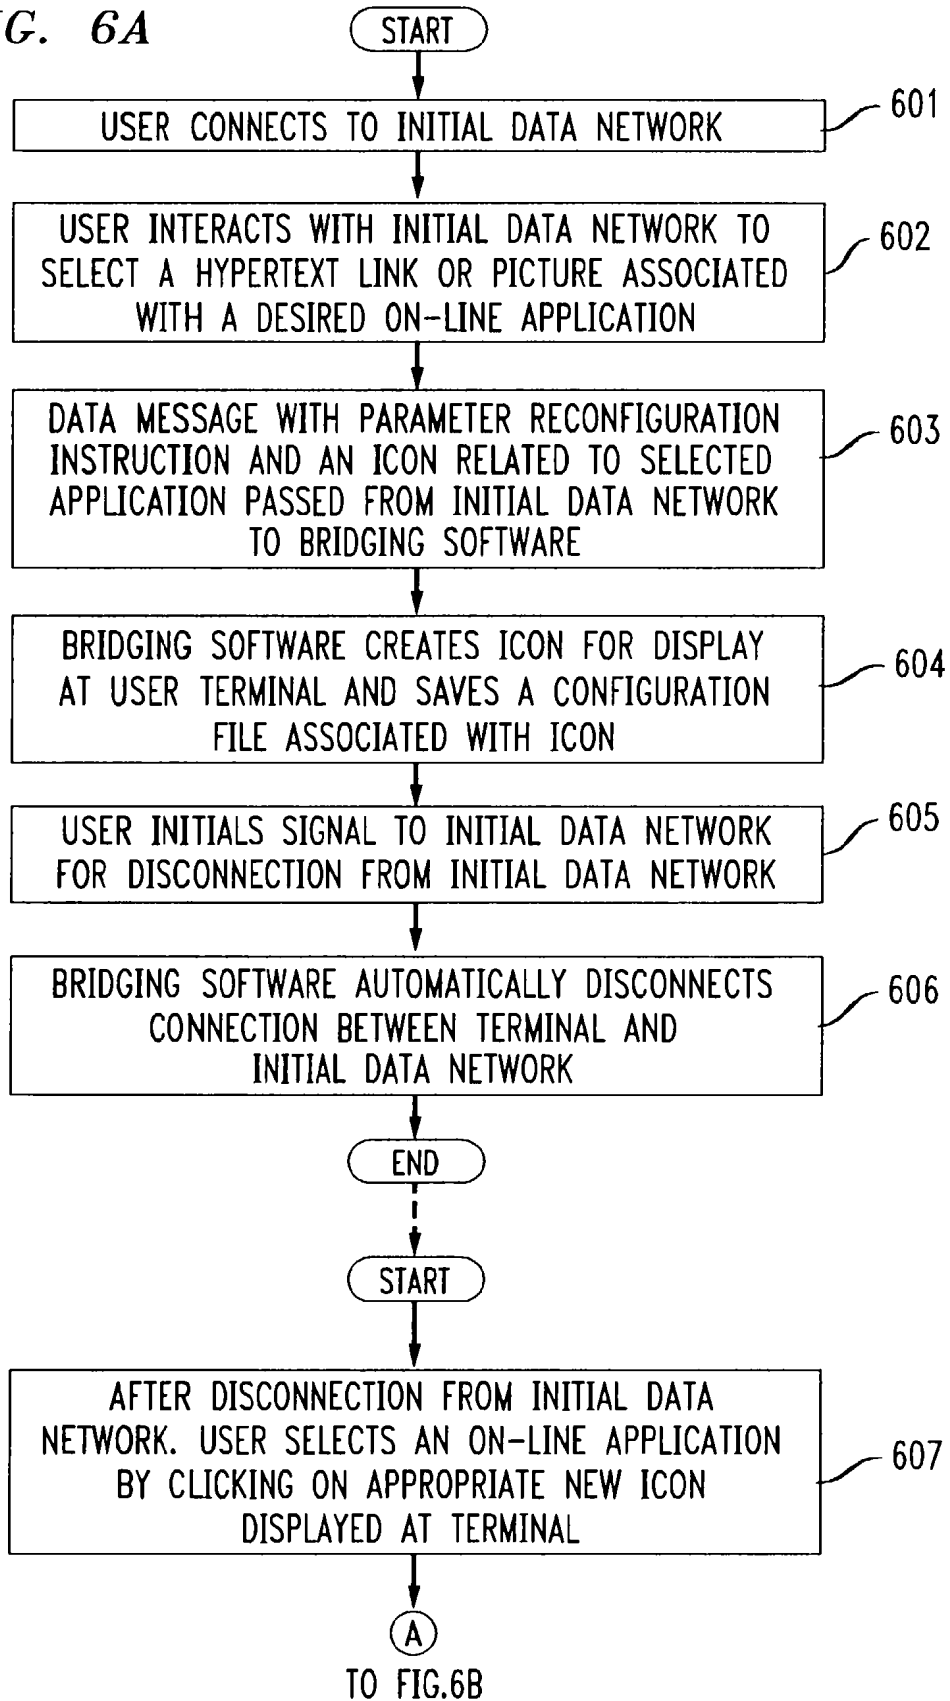 IG. 6A
START
USER CONNECTS TO INITIAL DATA NETWORK
601
USER INTERACTS WITH INITIAL DATA NETWORK TO
SELECT A HYPERTEXT LINK OR PICTURE ASSOCIATED
WITH A DESIRED ON-LINE APPLICATION
602
DATA MESSAGE WITH PARAMETER RECONFIGURATION
INSTRUCTION AND AN ICON RELATED TO SELECTED
APPLICATION PASSED FROM INITIAL DATA NETWORK
TO BRIDGING SOFTWARE
603
BRIDGING SOFTWARE CREATES ICON FOR DISPLAY
AT USER TERMINAL AND SAVES A CONFIGURATION
FILE ASSOCIATED WITH ICON
604
USER INITIALS SIGNAL TO INITIAL DATA NETWORK
FOR DISCONNECTION FROM INITIAL DATA NETWORK
605
BRIDGING SOFTWARE AUTOMATICALLY DISCONNECTS
CONNECTION BETWEEN TERMINAL AND
INITIAL DATA NETWORK
606
END
START
AFTER DISCONNECTION FROM INITIAL DATA
NETWORK. USER SELECTS AN ON-LINE APPLICATION
BY CLICKING ON APPROPRIATE NEW ICON
DISPLAYED AT TERMINAL
607
A
TO FIG.6B